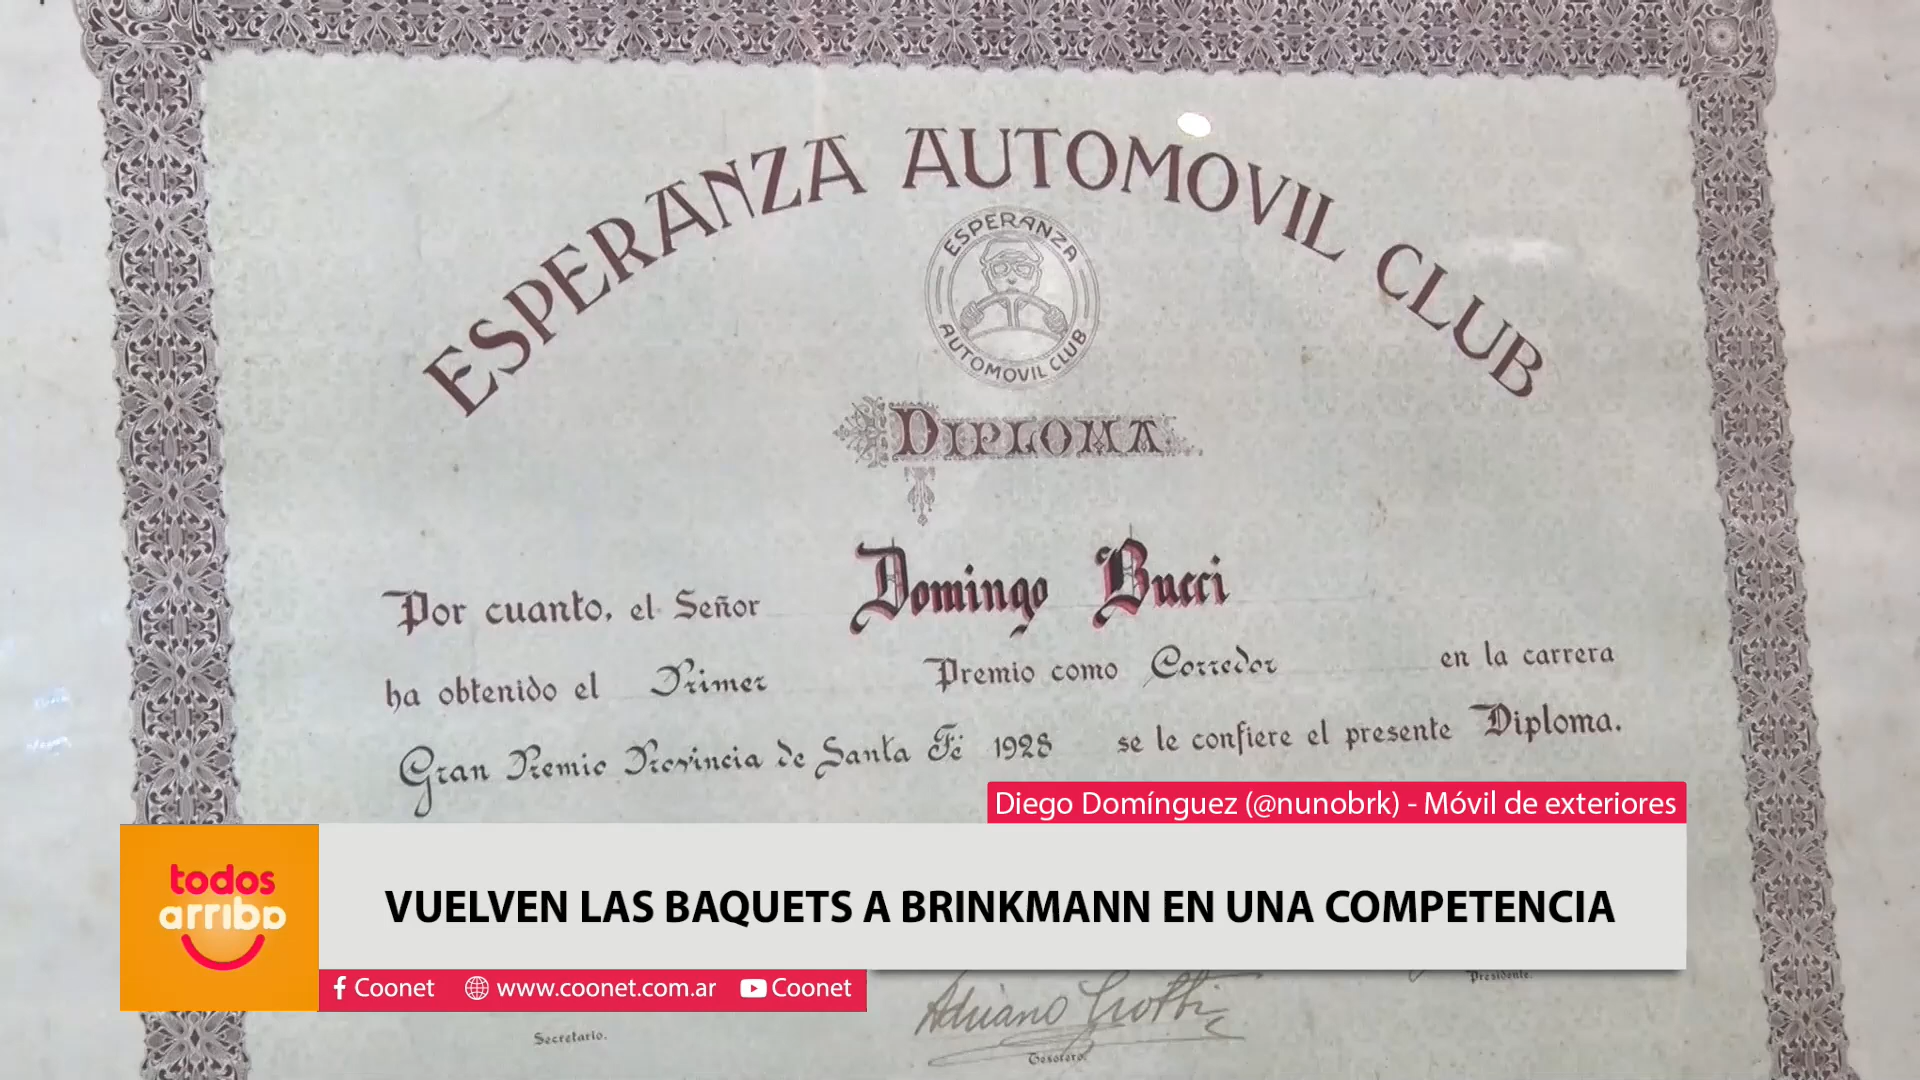 ESPERANZA AUTOMOVIL CLUB
ESPERANZA
AUTOMOVIL CLUB
DIPLOMA
Domingo Bucci
Por cuanto, el Señor
ha obtenido el Primer Premio como Corredor en la carrera
Gran Premio Provincia de Santa Fé 1928 se le confiere el presente Diploma.
Diego Domínguez (@nunobrk) - Móvil de exteriores
todos
arriba
VUELVEN LAS BAQUETS A BRINKMANN EN UNA COMPETENCIA
Coonet www.coonet.com.ar Coonet
Presidente.
Adriano
Secretario.
Tesorero.